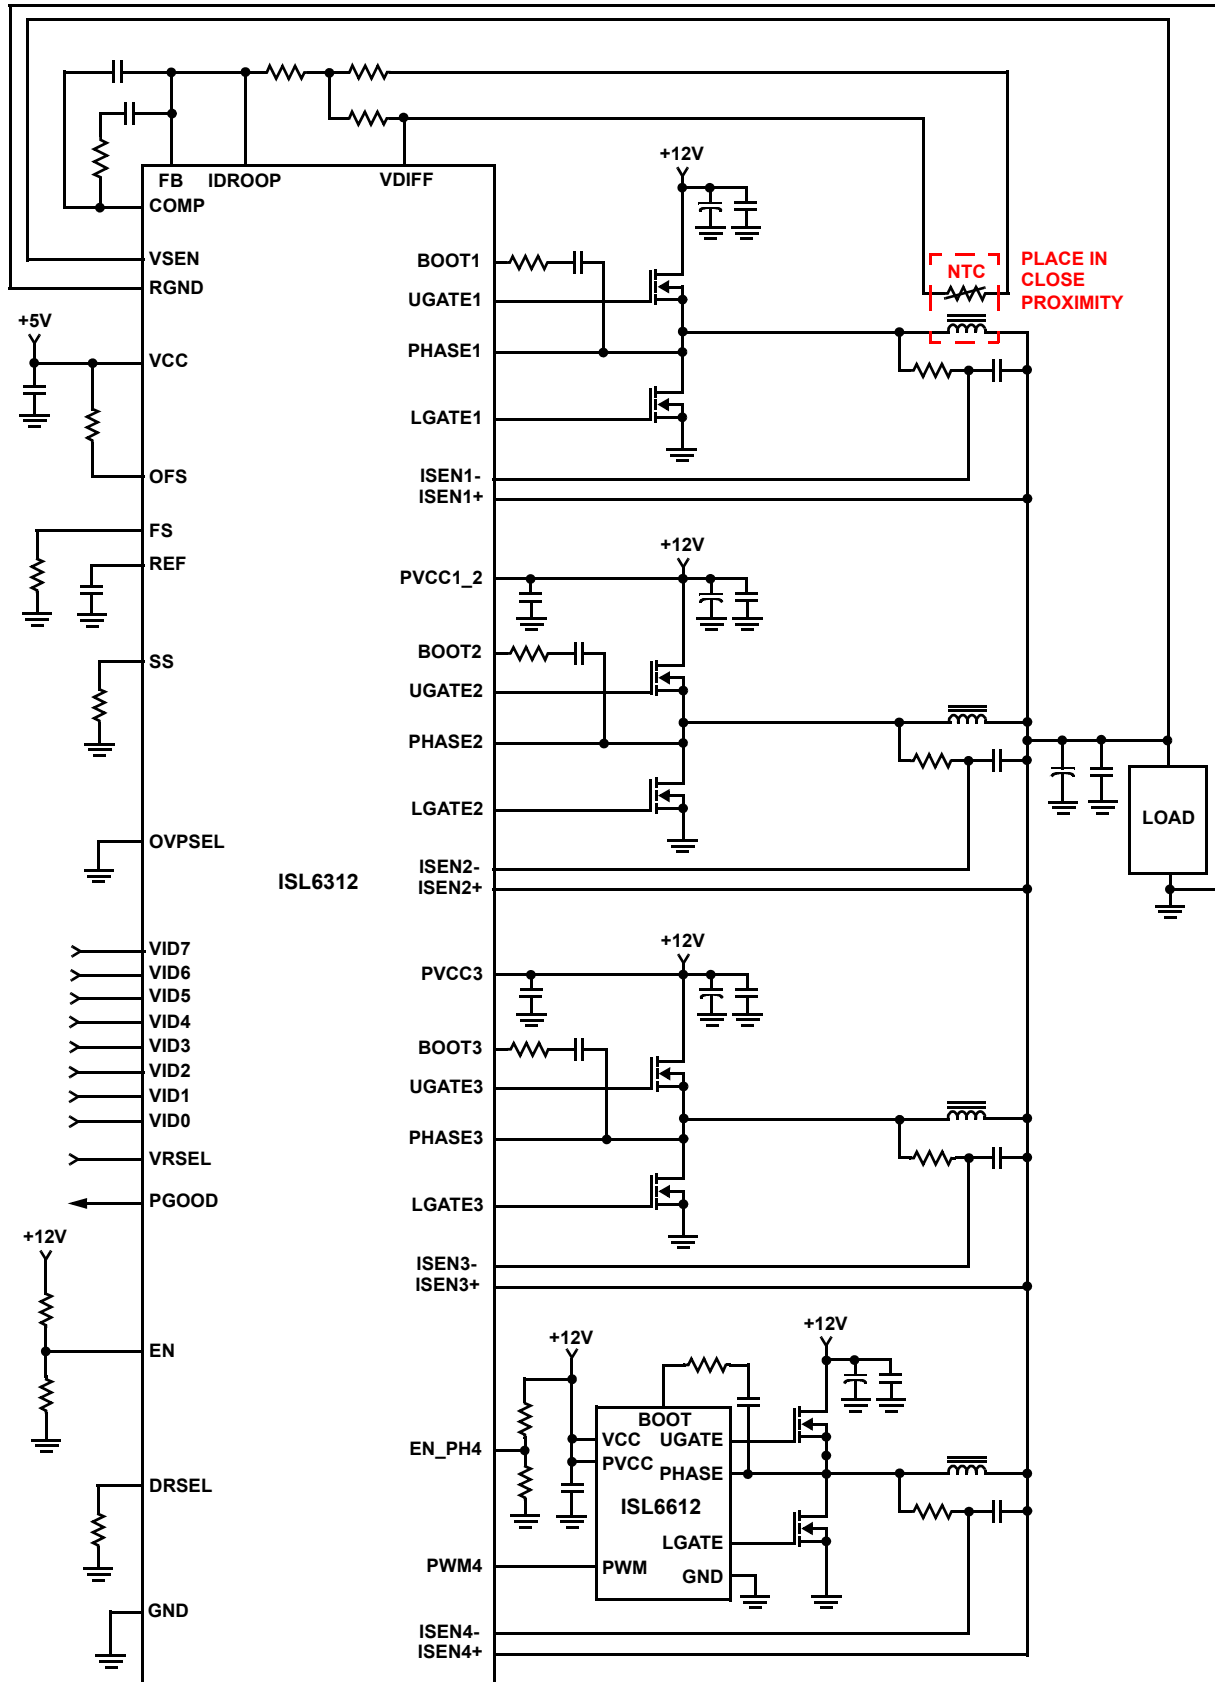 +12V
FB IDROOP VDIFF
COMP
VSEN
RGND
BOOT1
UGATE1
NTC
PLACE IN
CLOSE
PROXIMITY
+5V
VCC
PHASE1
LGATE1
OFS
ISEN1-
ISEN1+
FS
REF
+12V
PVCC1_2
SS
BOOT2
UGATE2
PHASE2
LGATE2
LOAD
OVPSEL
ISL6312
ISEN2-
ISEN2+
VID7
VID6
VID5
VID4
VID3
VID2
VID1
VID0
VRSEL
PGOOD
+12V
PVCC3
BOOT3
UGATE3
PHASE3
LGATE3
+12V
ISEN3-
ISEN3+
EN
+12V
+12V
BOOT
EN_PH4
VCC
UGATE
PVCC
PHASE
DRSEL
ISL6612
LGATE
PWM4
PWM
GND
GND
ISEN4-
ISEN4+